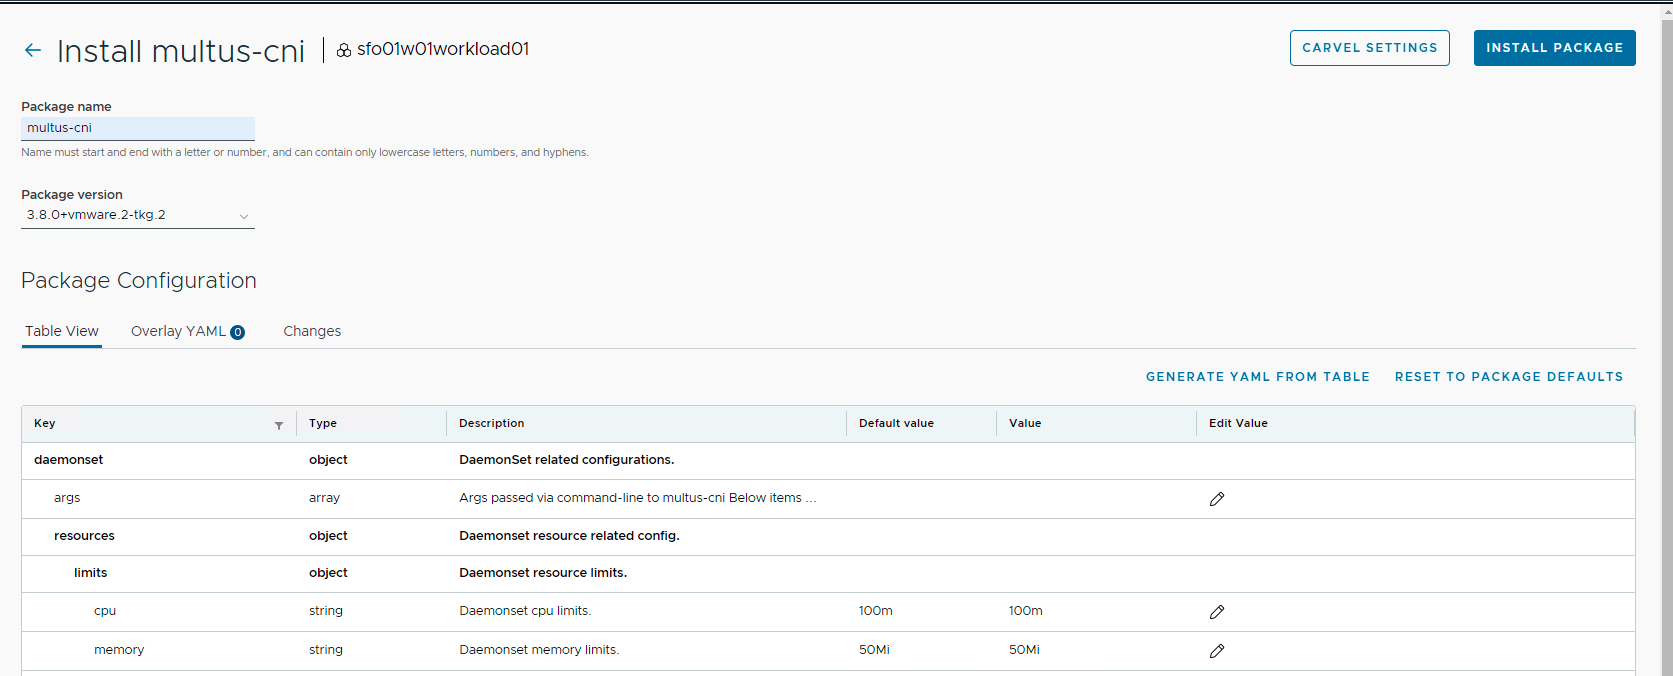 Install multus-cni sfo01w01workload01 CARVEL SETTINGS INSTALL PACKAGE
Package name
multus-cni
Name must start and end with a letter or number, and can contain only lowercase letters, numbers, and hyphens.
Package version
3.8.0+vmware.2-tkg.2
Package Configuration
Table View Overlay YAML 0 Changes
GENERATE YAML FROM TABLE RESET TO PACKAGE DEFAULTS
Key Type Description Default value Value Edit Value
daemonset object DaemonSet related configurations.
args array Args passed via command-line to multus-cni Below items ...
resources object Daemonset resource related config.
limits object Daemonset resource limits.
cpu string Daemonset cpu limits. 100m 100m
memory string Daemonset memory limits. 50Mi 50Mi